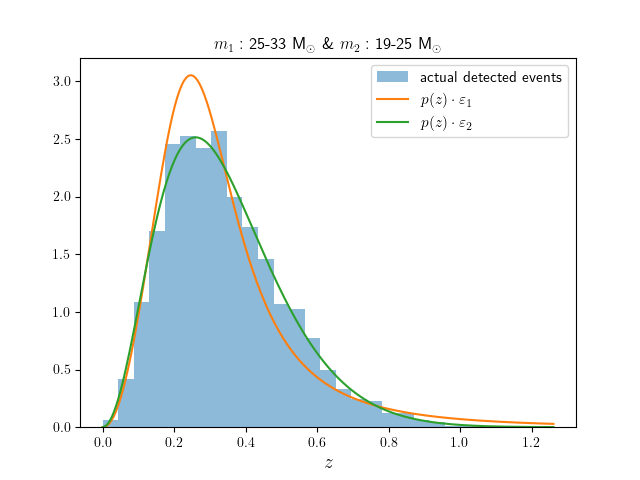 m₁ : 25-33 M⊙ & m₂ : 19-25 M⊙
actual detected events
p(z) · ε₁
p(z) · ε₂
3.0
2.5
2.0
1.5
1.0
0.5
0.0
0.0 0.2 0.4 0.6 0.8 1.0 1.2
z